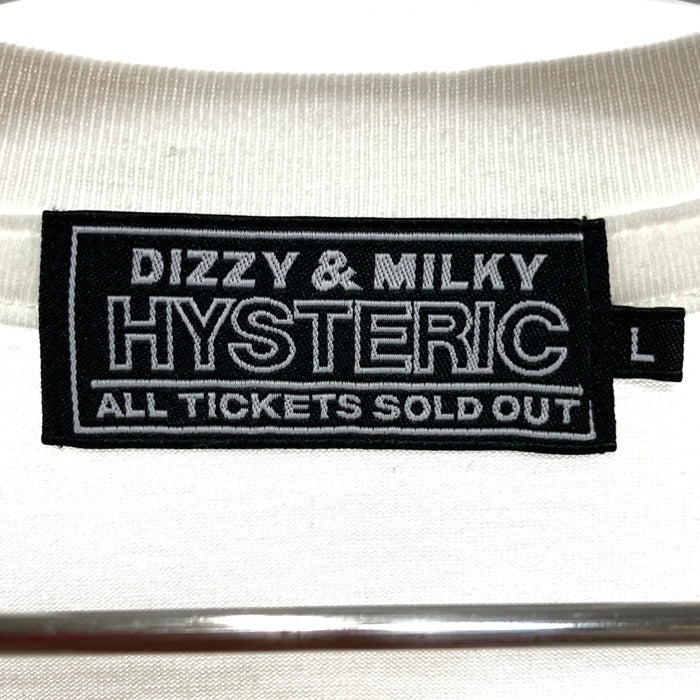 DIZZY & MILKY
HYSTERIC
ALL TICKETS SOLD OUT
L